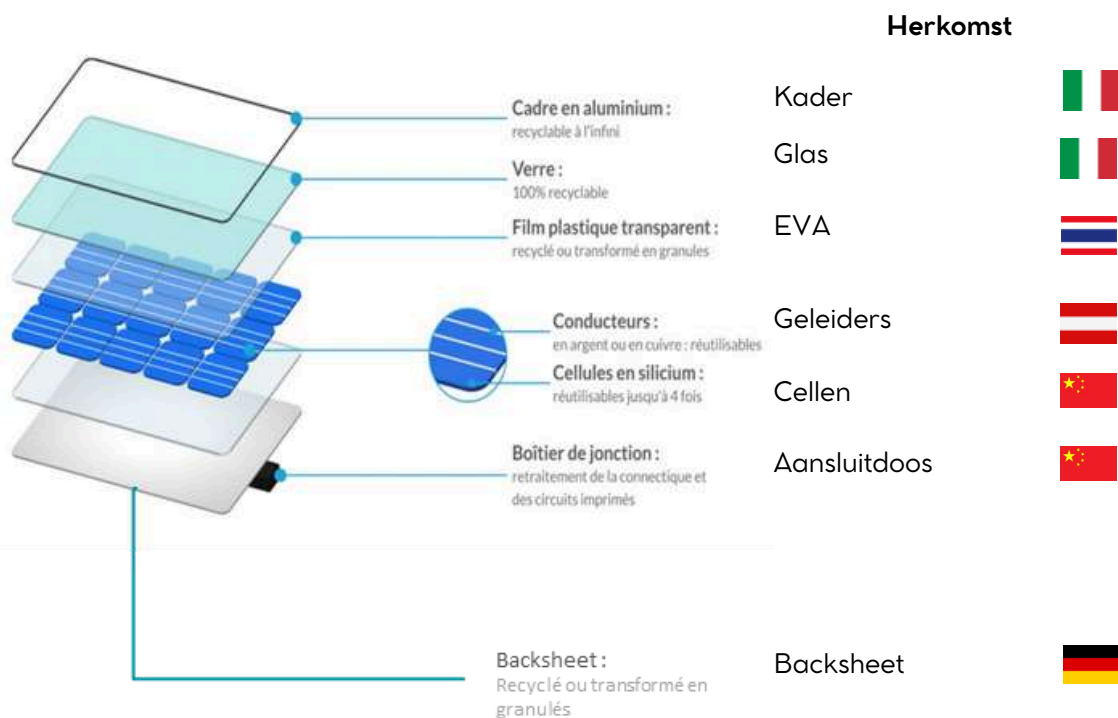 Herkomst
Cadre en aluminium :
recyclable à l'infini
Kader
Verre :
100% recyclable
Glas
Film plastique transparent :
recyclé ou transformé en granules
EVA
Conducteurs :
en argent ou en cuivre : réutilisables
Geleiders
Cellules en silicium :
réutilisables jusqu'à 4 fois
Cellen
Boîtier de jonction :
retraitement de la connectique et
des circuits imprimés
Aansluitdoos
Backsheet :
Recyclé ou transformé en
granulés
Backsheet